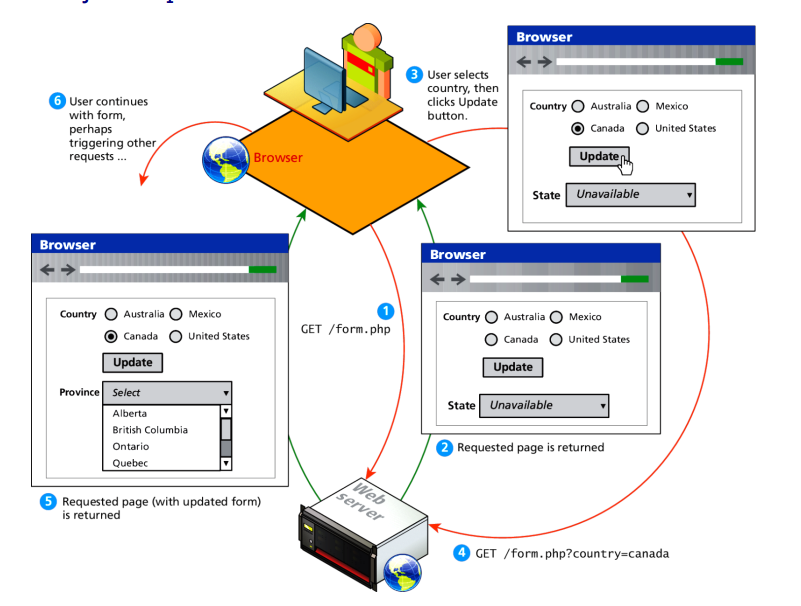 3 User selects
country, then
clicks Update
button.
6 User continues
with form,
perhaps
triggering other
requests ...
Browser
Browser
Country Australia Mexico
Canada United States
Update
State Unavailable
Browser
Country Australia Mexico
Canada United States
Update
Province Select
Alberta
British Columbia
Ontario
Quebec
5 Requested page (with updated form)
is returned
1
GET /form.php
Browser
Country Australia Mexico
Canada United States
Update
State Unavailable
2 Requested page is returned
Web
server
4 GET /form.php?country=canada